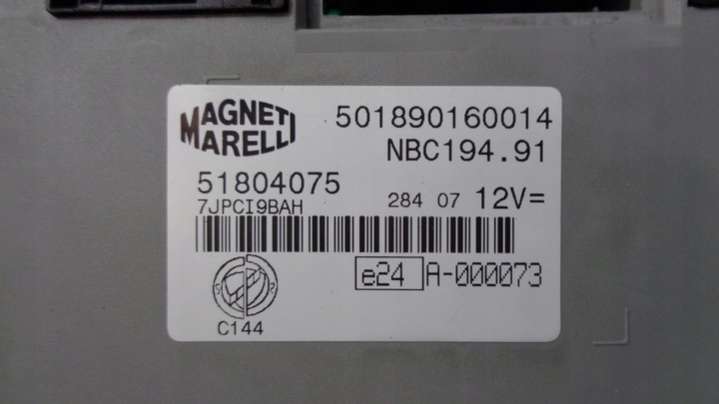 MAGNETI
MARELLI
501890160014
NBC194.91
51804075
7JPCI9BAH
284 07 12V=
e24 A-000073
C144